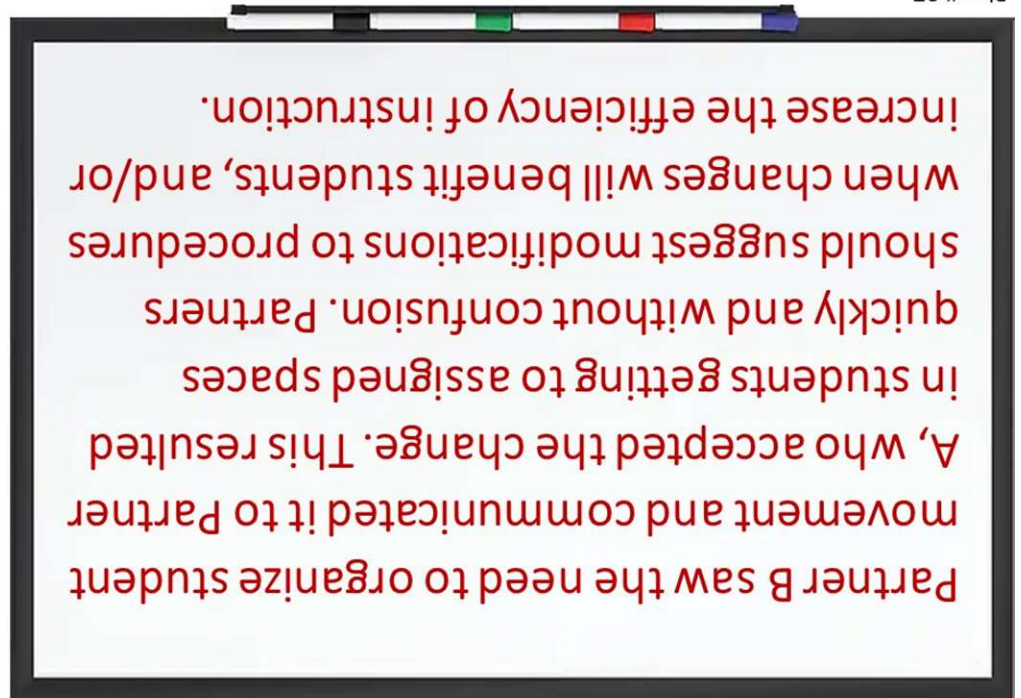 Partner B saw the need to organize student
movement and communicated it to Partner
A, who accepted the change. This resulted
in students getting to assigned spaces
quickly and without confusion. Partners
should suggest modifications to procedures
when changes will benefit students, and/or
increase the efficiency of instruction.